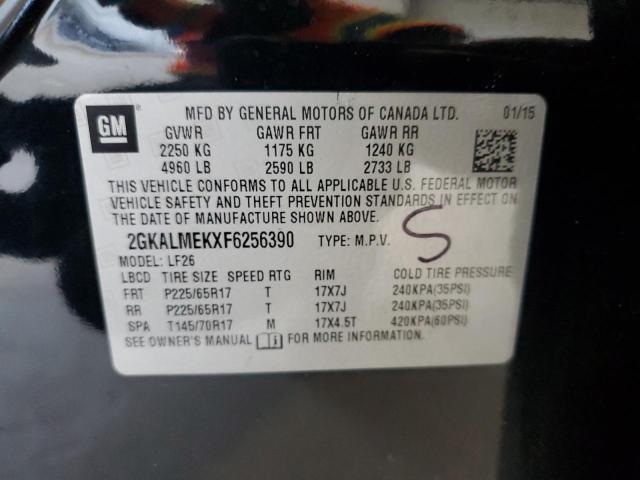 GM ®
MFD BY GENERAL MOTORS OF CANADA LTD. 01/15
GVWR GAWR FRT GAWR RR
2250 KG 1175 KG 1240 KG
4960 LB 2590 LB 2733 LB
THIS VEHICLE CONFORMS TO ALL APPLICABLE U.S. FEDERAL MOTOR
VEHICLE SAFETY AND THEFT PREVENTION STANDARDS IN EFFECT ON
THE DATE OF MANUFACTURE SHOWN ABOVE.
2GKALMEKXF6256390 TYPE: M.P.V. S
MODEL: LF26
LBCD TIRE SIZE SPEED RTG RIM COLD TIRE PRESSURE
FRT P225/65R17 T 17X7J 240KPA(35PSI)
RR P225/65R17 T 17X7J 240KPA(35PSI)
SPA T145/70R17 M 17X4.5T 420KPA(60PSI)
SEE OWNER'S MANUAL i FOR MORE INFORMATION.